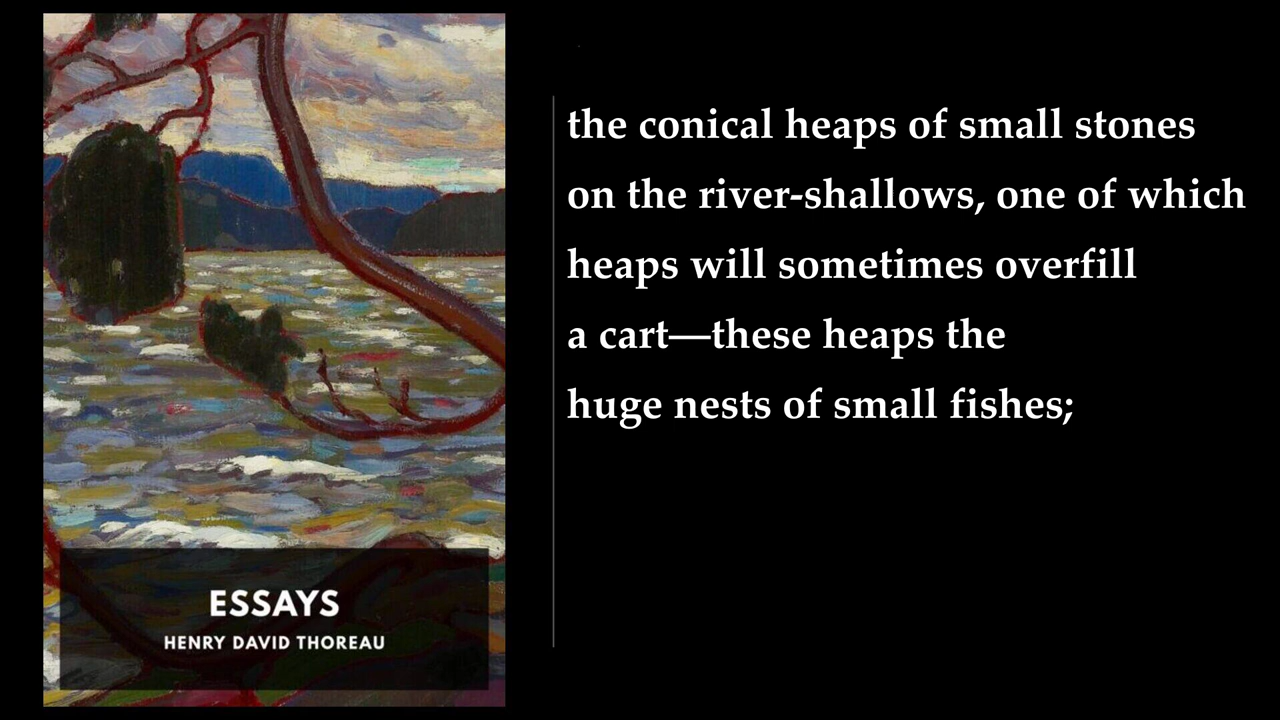 ESSAYS
HENRY DAVID THOREAU
the conical heaps of small stones
on the river-shallows, one of which
heaps will sometimes overfill
a cart—these heaps the
huge nests of small fishes;